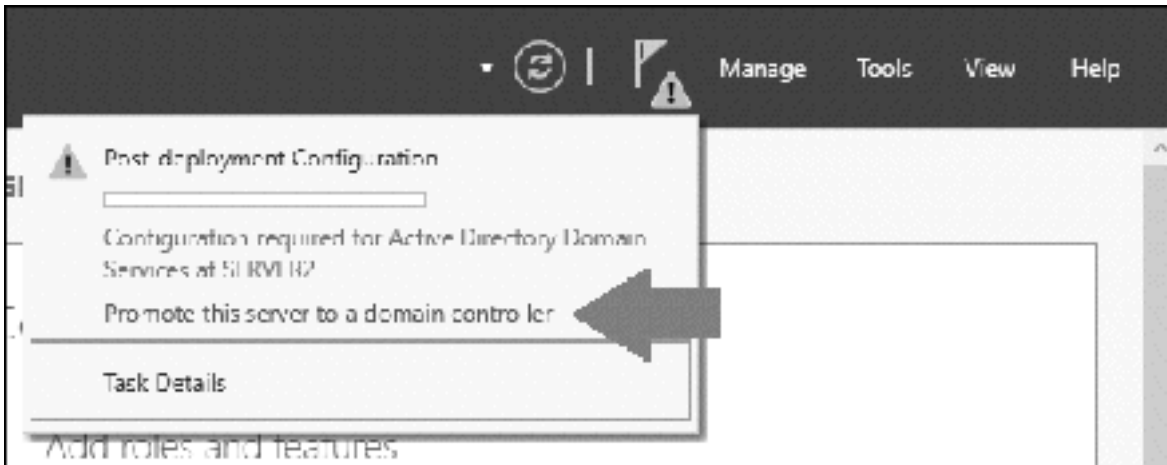 Manage Tools View Help
Post-deployment Configuration
Configuration required for Active Directory Domain
Services at SERVER2
Promote this server to a domain controller
Task Details
Add roles and features